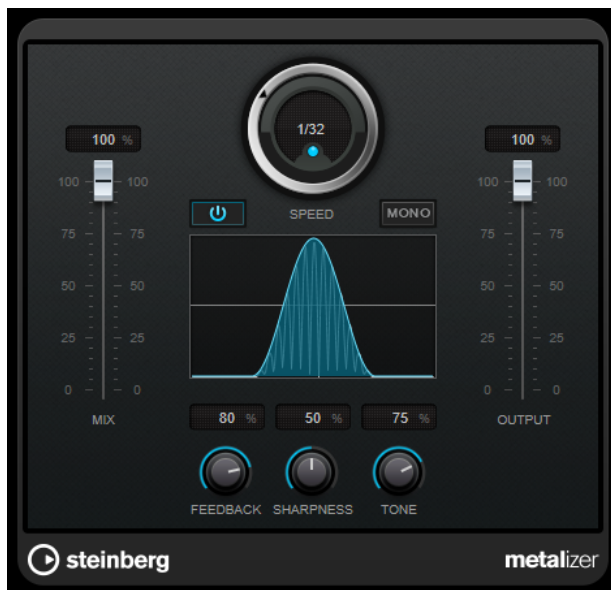 1/32
100 %
100 %
SPEED
MONO
100 100
75 75
50 50
25 25
0 0
MIX
100 100
75 75
50 50
25 25
0 0
OUTPUT
80 %
50 %
75 %
FEEDBACK
SHARPNESS
TONE
steinberg
metalizer